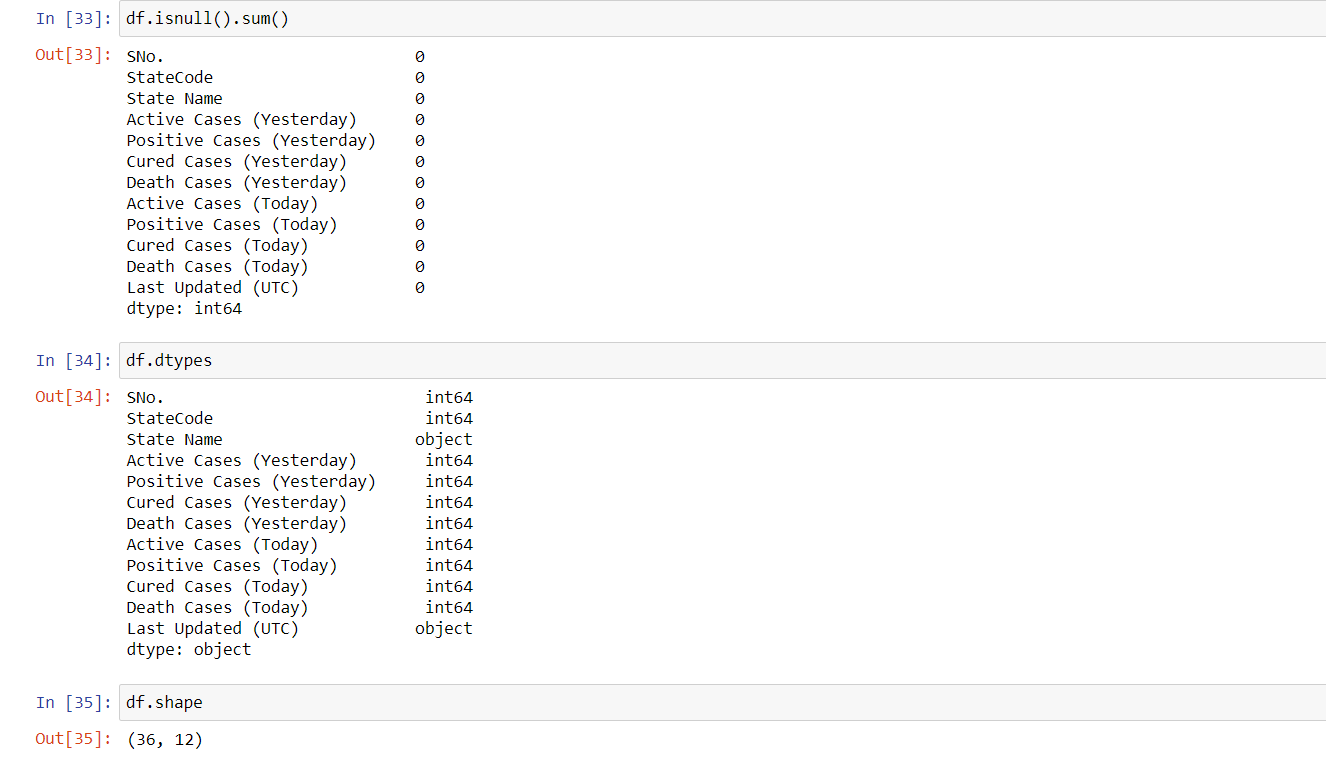 In [33]: df.isnull().sum()
Out[33]: SNo. 0
StateCode 0
State Name 0
Active Cases (Yesterday) 0
Positive Cases (Yesterday) 0
Cured Cases (Yesterday) 0
Death Cases (Yesterday) 0
Active Cases (Today) 0
Positive Cases (Today) 0
Cured Cases (Today) 0
Death Cases (Today) 0
Last Updated (UTC) 0
dtype: int64
In [34]: df.dtypes
Out[34]: SNo. int64
StateCode int64
State Name object
Active Cases (Yesterday) int64
Positive Cases (Yesterday) int64
Cured Cases (Yesterday) int64
Death Cases (Yesterday) int64
Active Cases (Today) int64
Positive Cases (Today) int64
Cured Cases (Today) int64
Death Cases (Today) int64
Last Updated (UTC) object
dtype: object
In [35]: df.shape
Out[35]: (36, 12)